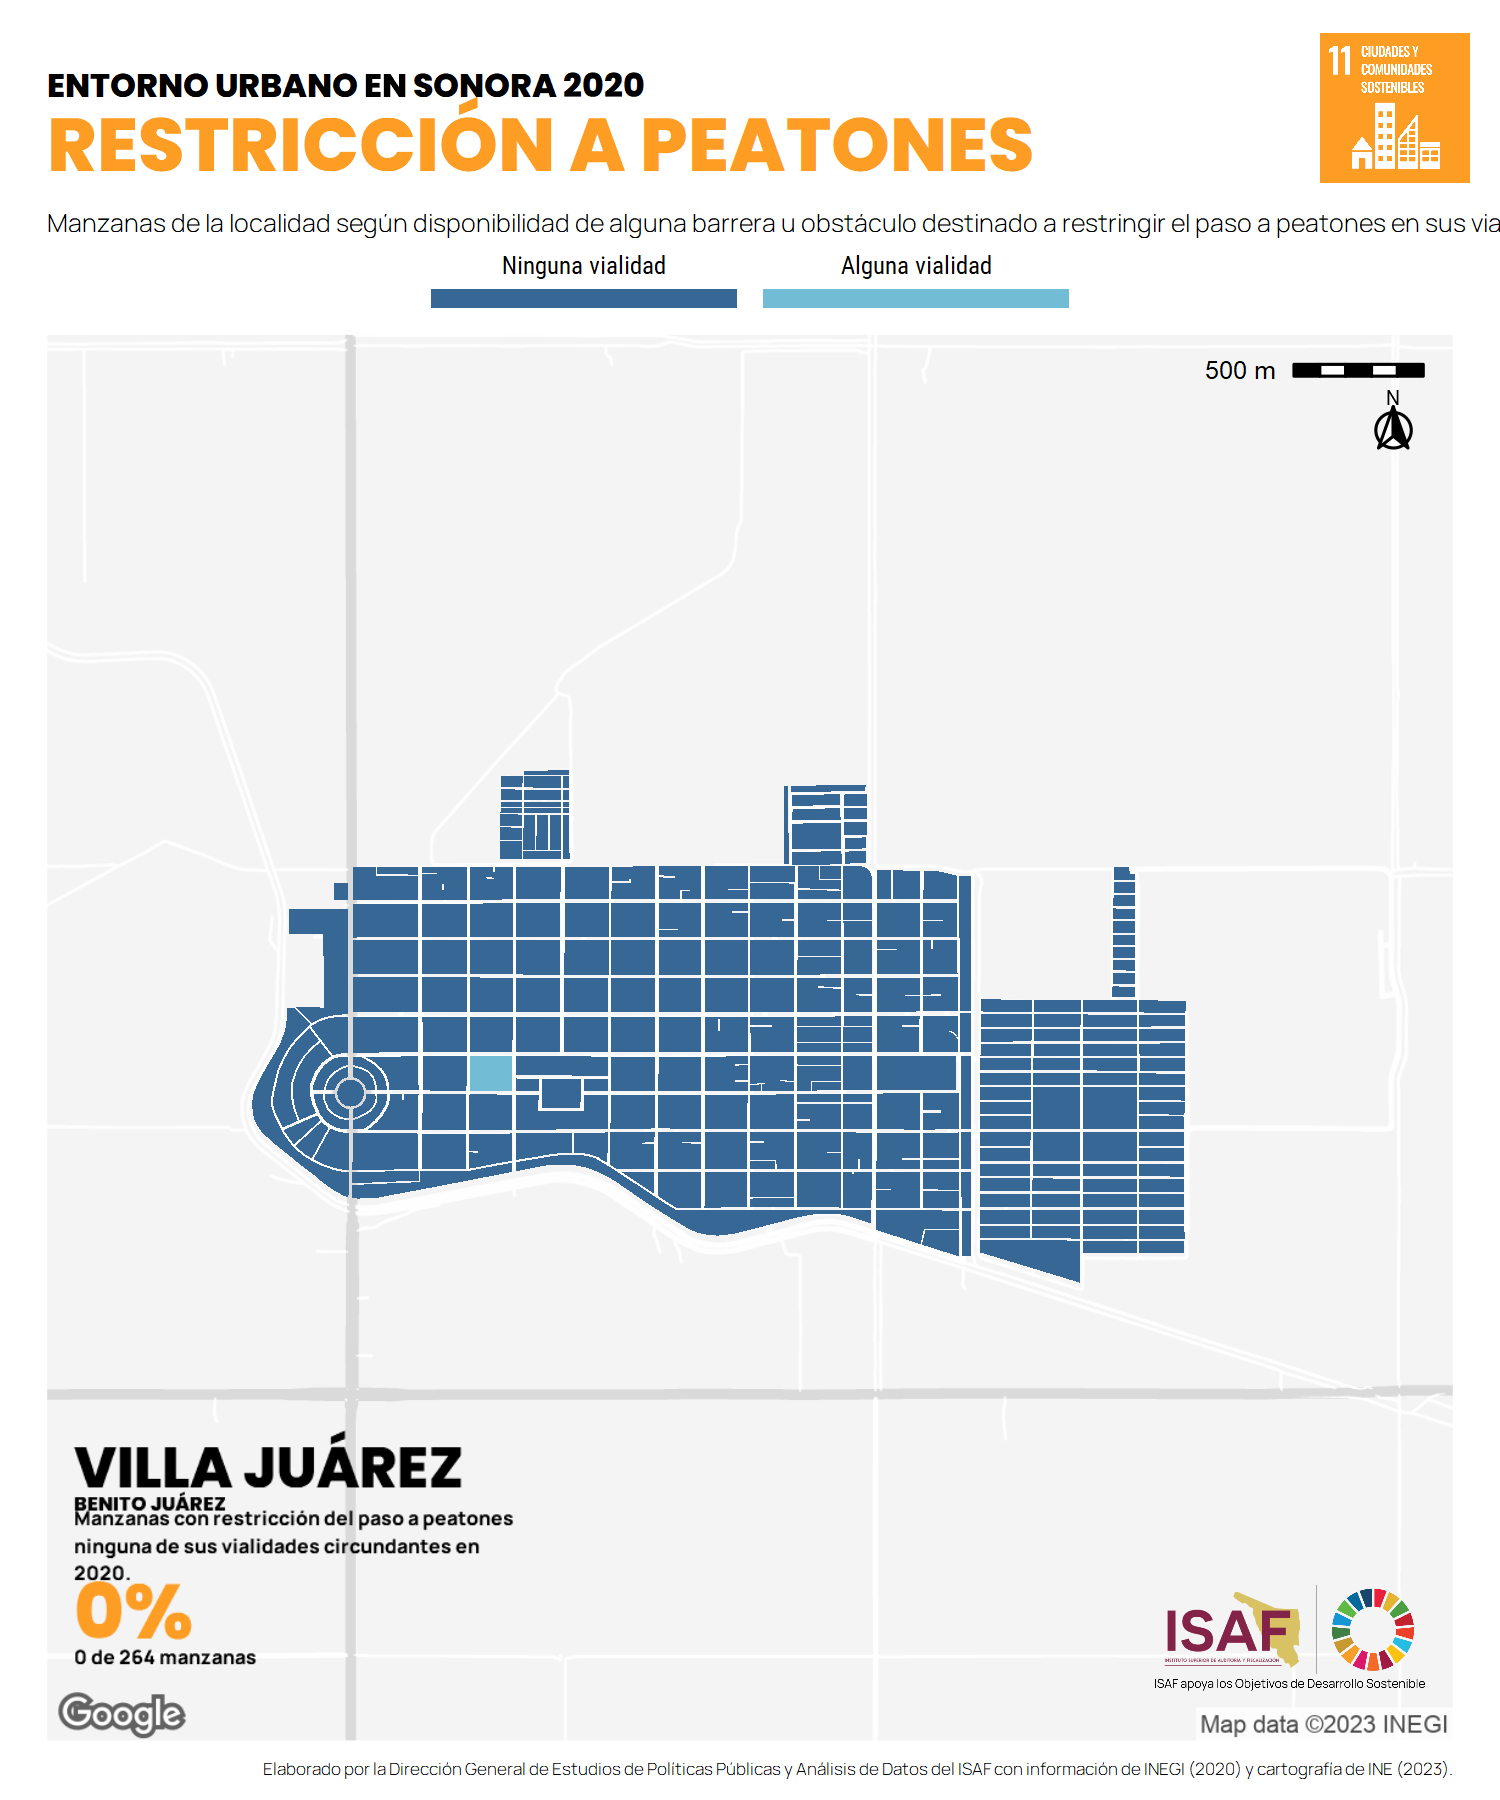 ENTORNO URBANO EN SONORA 2020
RESTRICCIÓN A PEATONES
11 CIUDADES Y
COMUNIDADES
SOSTENIBLES
Manzanas de la localidad según disponibilidad de alguna barrera u obstáculo destinado a restringir el paso a peatones en sus via
Ninguna vialidad
Alguna vialidad
500 m
N
VILLA JUÁREZ
BENITO JUÁREZ
Manzanas con restricción del paso a peatones
ninguna de sus vialidades circundantes en
2020.
0%
0 de 264 manzanas
Google
ISAF
INSTITUTO SUPERIOR DE AUDITORÍA Y FISCALIZACIÓN
ISAF apoya los Objetivos de Desarrollo Sostenible
Map data ©2023 INEGI
Elaborado por la Dirección General de Estudios de Políticas Públicas y Análisis de Datos del ISAF con información de INEGI (2020) y cartografía de INE (2023).